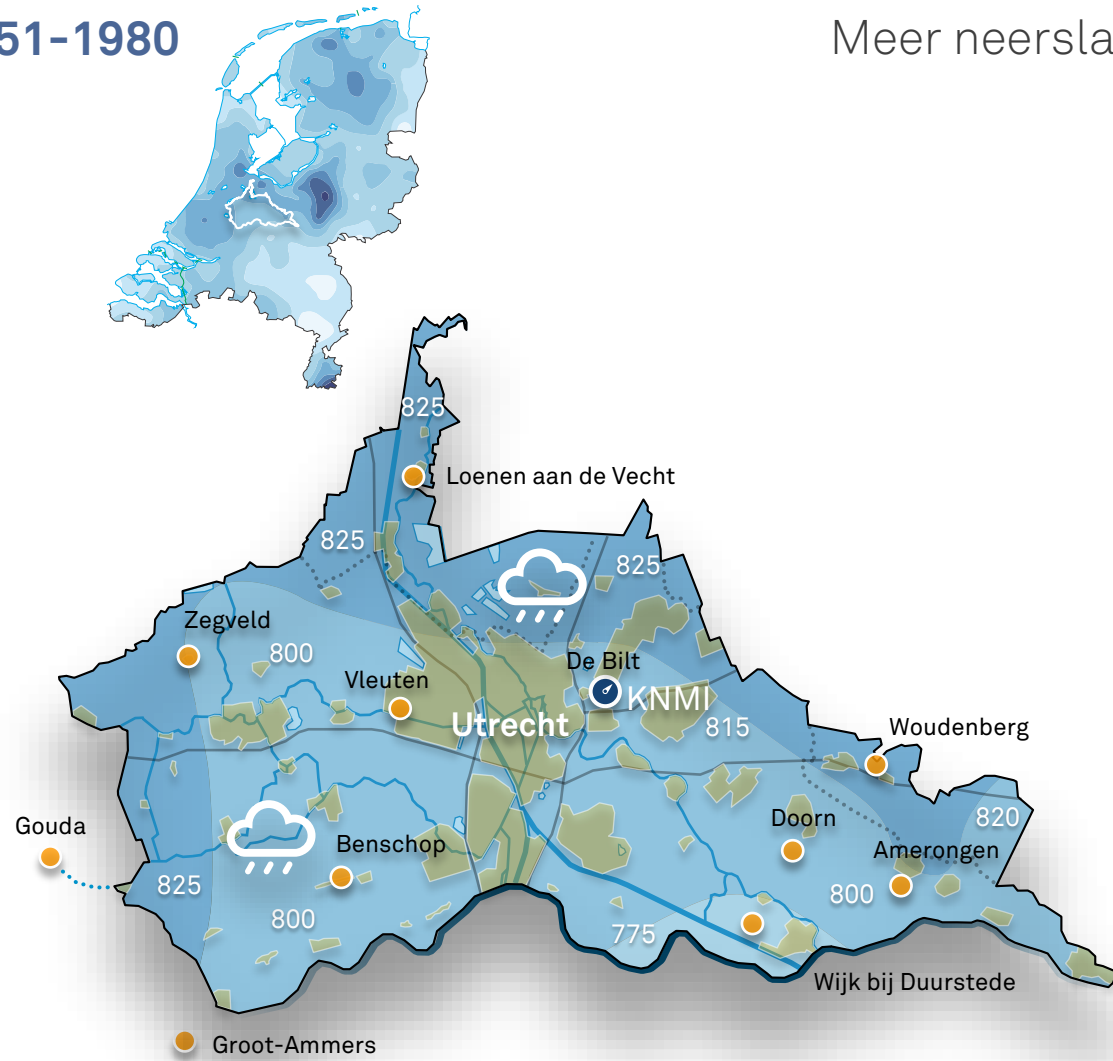 51-1980
Meer neersla
825
Loenen aan de Vecht
825
825
Zegveld
800
De Bilt
Vleuten
KNMI
Utrecht
815
Woudenberg
820
Doorn
Gouda
Benschop
Amerongen
825
800
800
775
Wijk bij Duurstede
Groot-Ammers